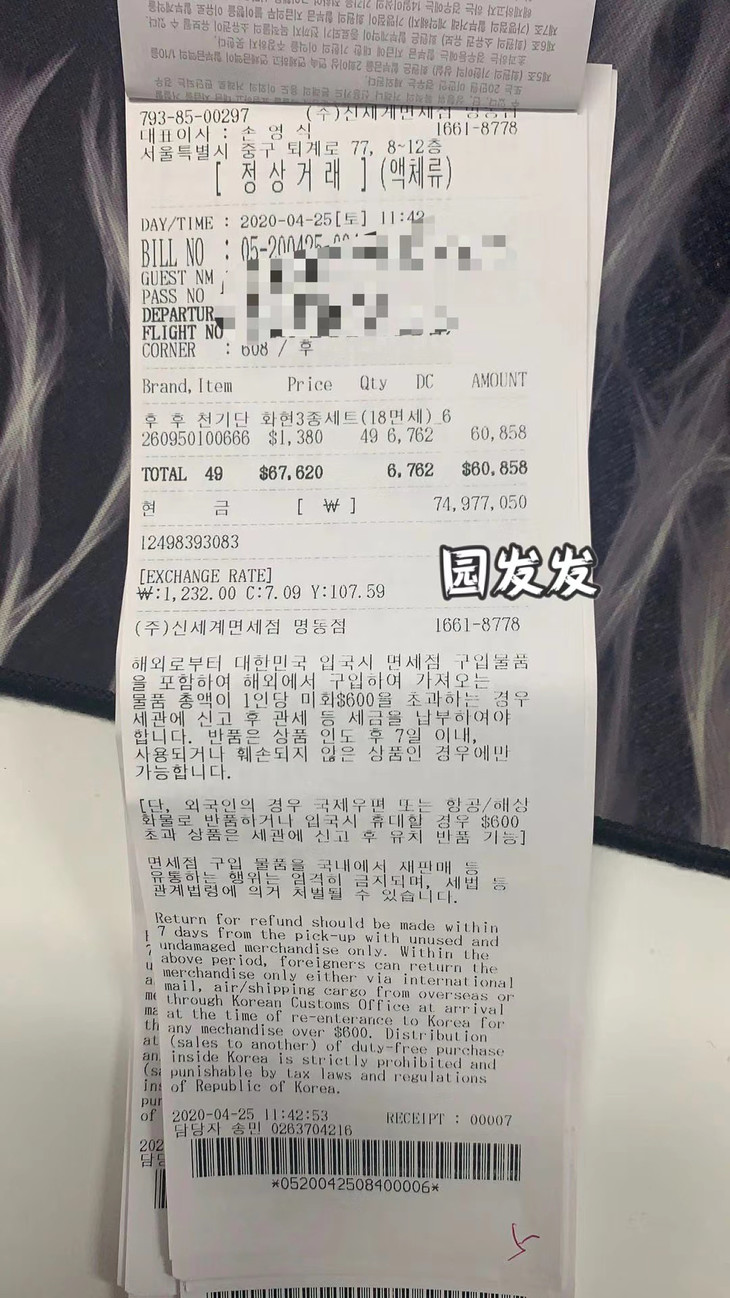 793-85-00297 (주)신세계면세점 명동점
대표이사 : 손 영 식 1661-8778
서울특별시 중구 퇴계로 77, 8~12층
[ 정 상 거 래 ] (액체류)
DAY/TIME : 2020-04-25[토] 11:42
BILL NO : 05-200425-
GUEST NM
PASS NO
DEPARTUR
FLIGHT NO
CORNER : 608 / 후
Brand,Item Price Qty DC AMOUNT
후 후 천기단 화현3종세트(18면세)_6
260950100666 $1,380 49 6,762 60,858
TOTAL 49 $67,620 6,762 $60,858
현 금 [ ₩ ] 74,977,050
12498393083
园发发
[EXCHANGE RATE]
₩:1,232.00 C:7.09 Y:107.59
(주)신세계면세점 명동점 1661-8778
해외로부터 대한민국 입국시 면세점 구입물품
을 포함하여 해외에서 구입하여 가져오는
물품 총액이 1인당 미화$600을 초과하는 경우
세관에 신고 후 관세 등 세금을 납부하여야
합니다. 반품은 상품 인도 후 7일 이내,
사용되거나 훼손되지 않은 상품인 경우에만
가능합니다.
[단, 외국인의 경우 국제우편 또는 항공/해상
화물로 반품하거나 입국시 휴대할 경우 $600
초과 상품은 세관에 신고 후 유치 반품 가능]
면세점 구입 물품을 국내에서 재판매 등
유통하는 행위는 엄격히 금지되며, 세법 등
관계법령에 의거 처벌될 수 있습니다.
Return for refund should be made within
7 days from the pick-up with unused and
undamaged merchandise only. Within the
above period, foreigners can return the
merchandise only either via international
mail, air/shipping cargo from overseas or
through Korean Customs Office at arrival
at the time of re-enterance to Korea for
any mechandise over $600. Distribution
(sales to another) of duty-free purchase
inside Korea is strictly prohibited and
punishable by tax laws and regulations
of Republic of Korea.
2020-04-25 11:42:53 RECEIPT : 00007
담당자 송민 0263704216
*0520042508400006*